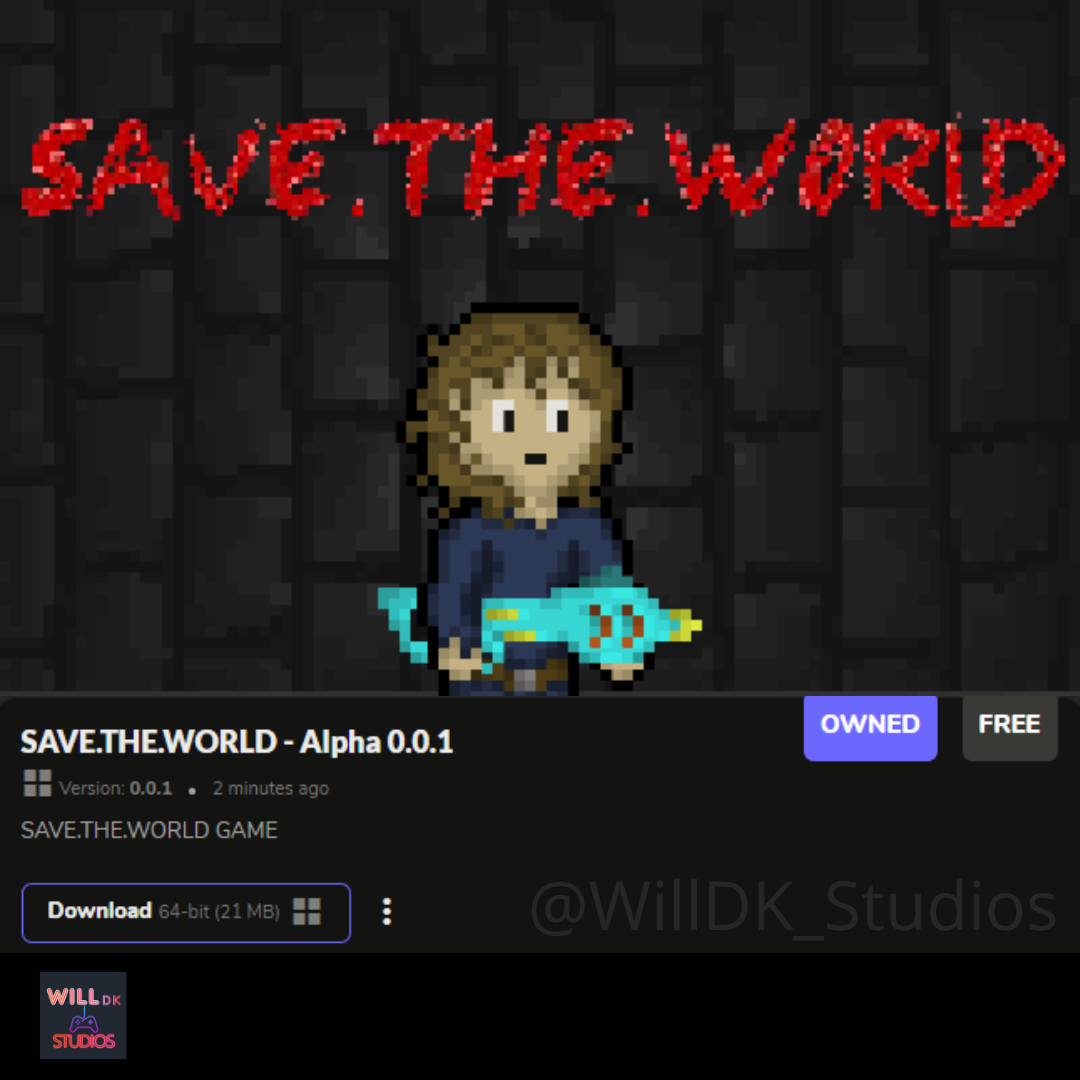 SAVE.THE.WORLD
OWNED
FREE
SAVE.THE.WORLD - Alpha 0.0.1
Version: 0.0.1 • 2 minutes ago
SAVE.THE.WORLD GAME
Download 64-bit (21 MB)
@WillDK_Studios
WILL DK
STUDIOS